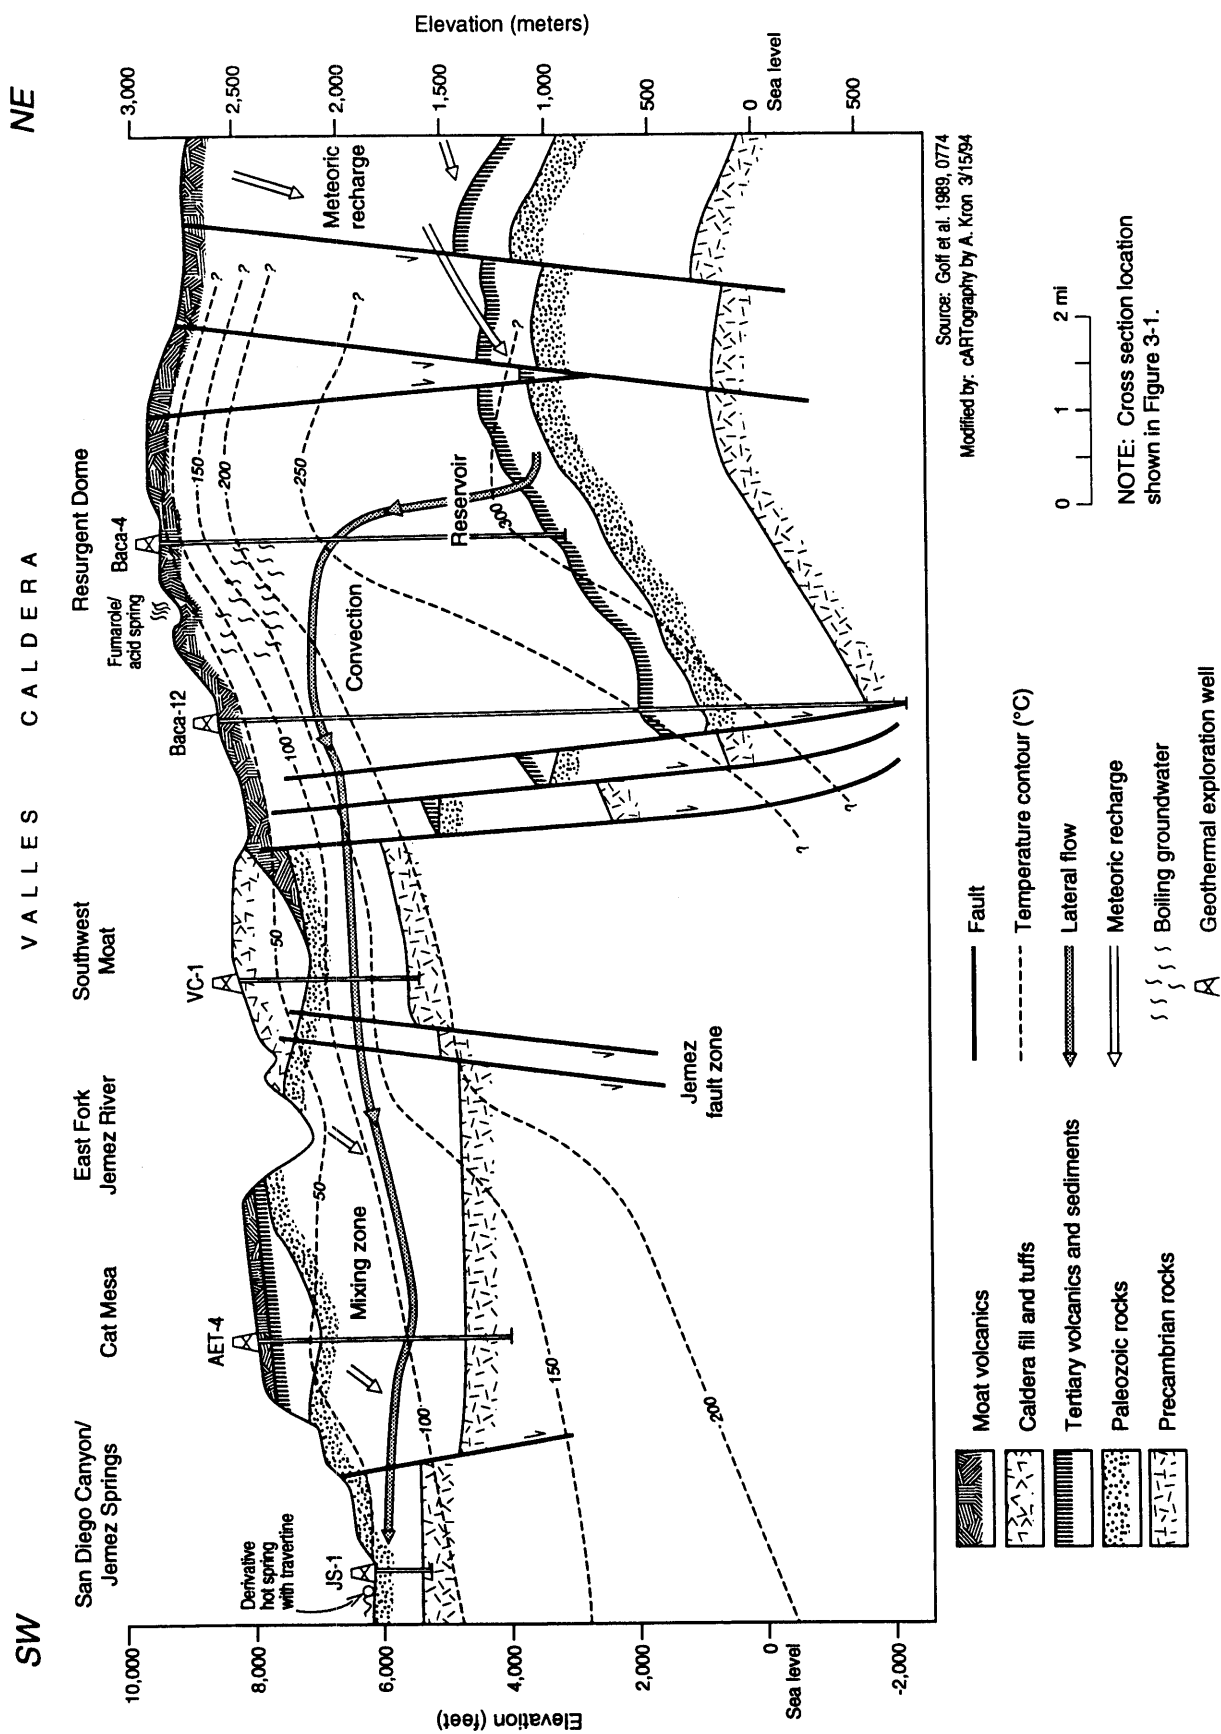 SW
NE
VALLES CALDERA
San Diego Canyon/
Jemez Springs
Cat Mesa
East Fork
Jemez River
Southwest
Moat
Resurgent Dome
Derivative
hot spring
with travertine
JS-1
AET-4
VC-1
Baca-12
Fumarole/
acid spring
Baca-4
Elevation (feet)
10,000
8,000
6,000
4,000
2,000
0
Sea level
-2,000
Elevation (meters)
3,000
2,500
2,000
1,500
1,000
500
0
Sea level
500
Mixing zone
Convection
Reservoir
Meteoric
recharge
Jemez
fault zone
50
50
100
100
150
150
200
200
250
300
?
?
?
?
?
?
?
Source: Goff et al. 1989, 0774
Modified by: cARTography by A. Kron 3/15/94
0 1 2 mi
NOTE: Cross section location
shown in Figure 3-1.
Moat volcanics
Caldera fill and tuffs
Tertiary volcanics and sediments
Paleozoic rocks
Precambrian rocks
Fault
Temperature contour (°C)
Lateral flow
Meteoric recharge
Boiling groundwater
Geothermal exploration well